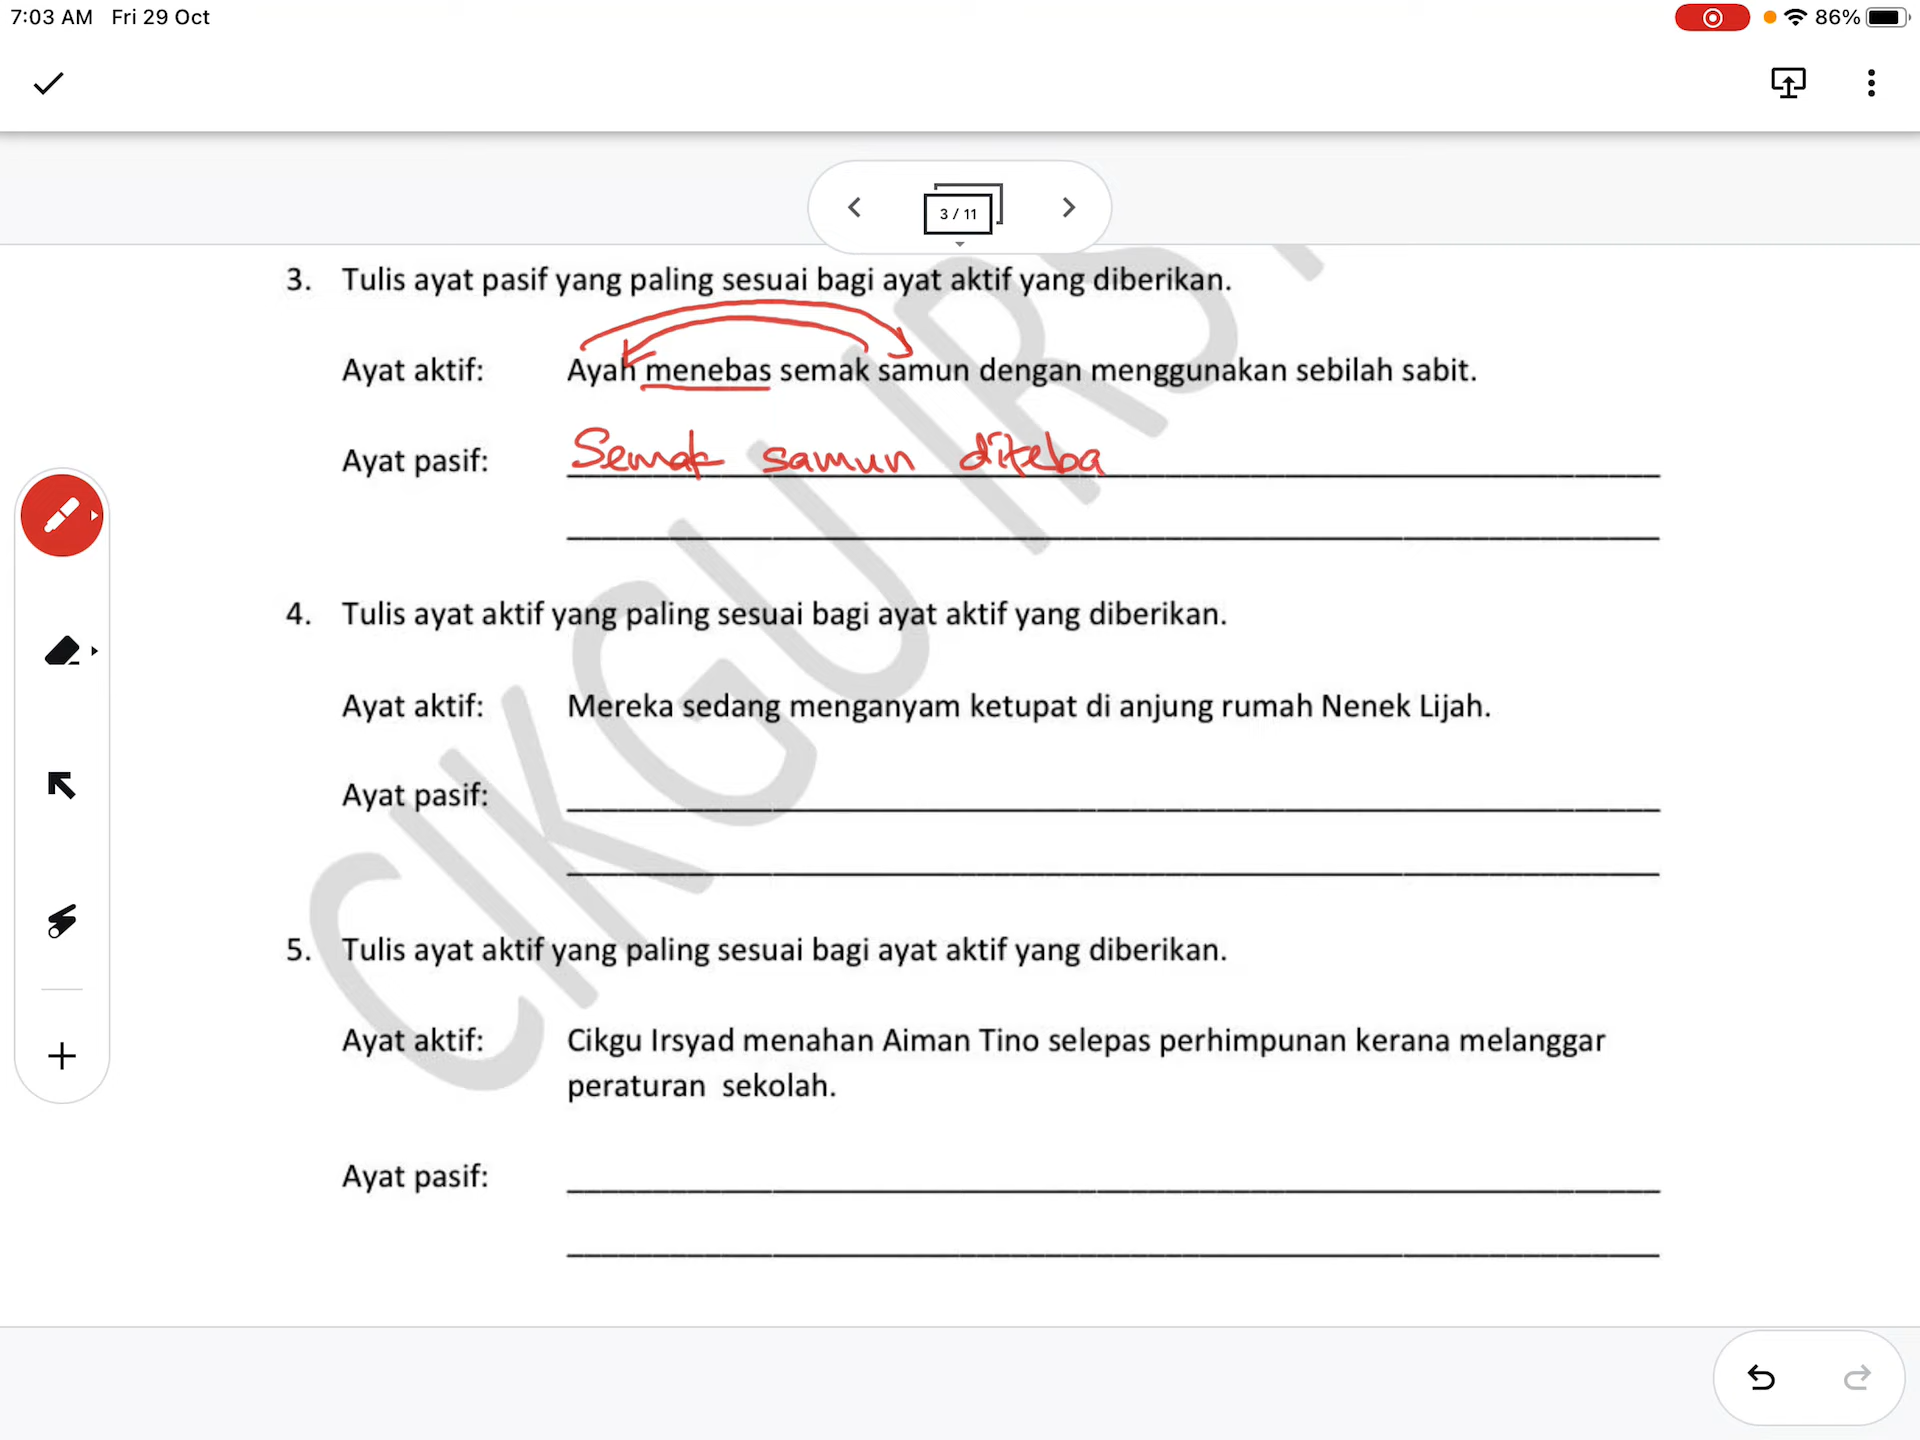 7:03 AM Fri 29 Oct
86%
3 / 11
3. Tulis ayat pasif yang paling sesuai bagi ayat aktif yang diberikan.
Ayat aktif: Ayah menebas semak samun dengan menggunakan sebilah sabit.
Ayat pasif: Semak samun diteba
4. Tulis ayat aktif yang paling sesuai bagi ayat aktif yang diberikan.
Ayat aktif: Mereka sedang menganyam ketupat di anjung rumah Nenek Lijah.
Ayat pasif:
5. Tulis ayat aktif yang paling sesuai bagi ayat aktif yang diberikan.
Ayat aktif: Cikgu Irsyad menahan Aiman Tino selepas perhimpunan kerana melanggar
peraturan sekolah.
Ayat pasif:
CIKGU IRSY